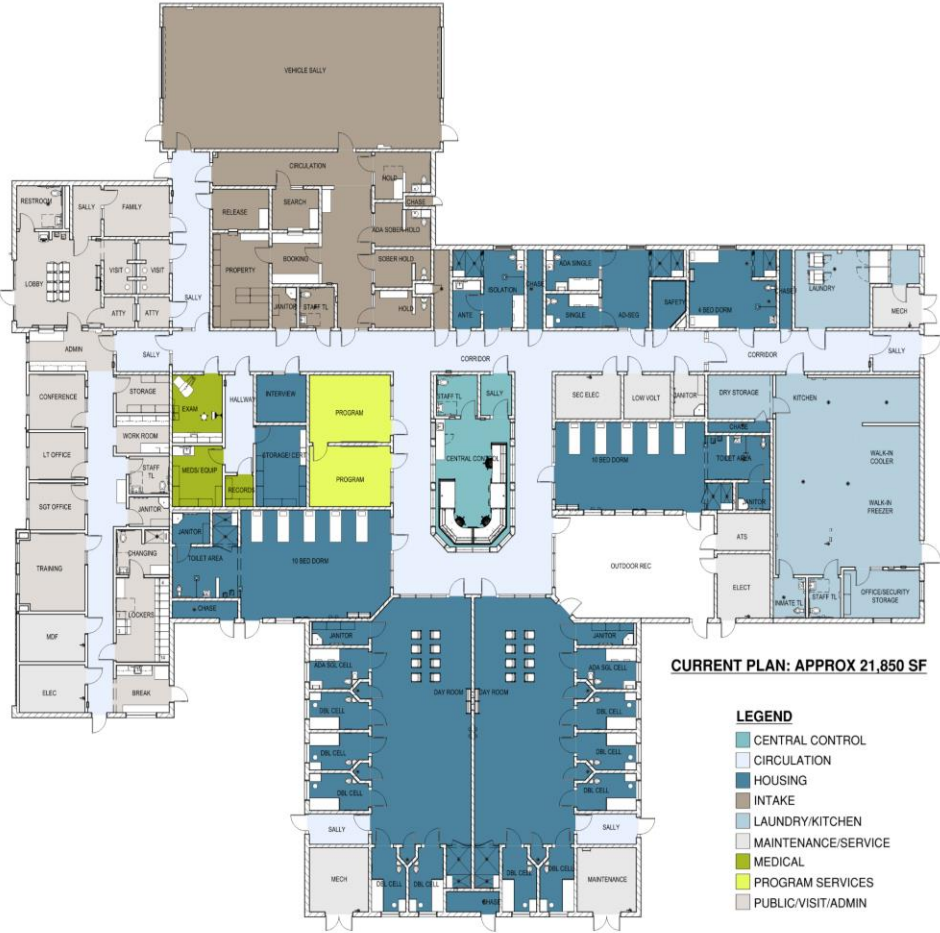 VEHICLE SALLY
CIRCULATION
HOLD
CHASE
RESTROOM
SALLY
FAMILY
RELEASE
SEARCH
ADA SOBER HOLD
LOBBY
VISIT
VISIT
PROPERTY
BOOKING
SOBER HOLD
ATTY
ATTY
SALLY
JANITOR
STAFF TL
HOLD
ISOLATION
ANTE
CHASE
ADA SINGLE
SINGLE
AD-SEG
SAFETY
4 BED DORM
CHASE
LAUNDRY
MECH
ADMIN
SALLY
CORRIDOR
CORRIDOR
SALLY
CONFERENCE
STORAGE
EXAM
HALLWAY
INTERVIEW
PROGRAM
STAFF TL
SALLY
SEC ELEC
LOW VOLT
JANITOR
DRY STORAGE
KITCHEN
CHASE
LT OFFICE
WORK ROOM
STAFF
TL
MEDS/ EQUIP
RECORDS
STORAGE/ CERT
PROGRAM
CENTRAL CONTROL
10 BED DORM
TOILET AREA
JANITOR
WALK-IN
COOLER
WALK-IN
FREEZER
SGT OFFICE
JANITOR
JANITOR
CHANGING
TOILET AREA
10 BED DORM
OUTDOOR REC
ATS
ELECT
INMATE TL
STAFF TL
OFFICE/SECURITY
STORAGE
TRAINING
LOCKERS
CHASE
MDF
ELEC
BREAK
JANITOR
JANITOR
ADA SGL CELL
ADA SGL CELL
DAY ROOM
DAY ROOM
DBL CELL
DBL CELL
DBL CELL
DBL CELL
DBL CELL
DBL CELL
SALLY
SALLY
MECH
DBL CELL
DBL CELL
DBL CELL
DBL CELL
MAINTENANCE
CHASE
CURRENT PLAN: APPROX 21,850 SF
LEGEND
CENTRAL CONTROL
CIRCULATION
HOUSING
INTAKE
LAUNDRY/KITCHEN
MAINTENANCE/SERVICE
MEDICAL
PROGRAM SERVICES
PUBLIC/VISIT/ADMIN